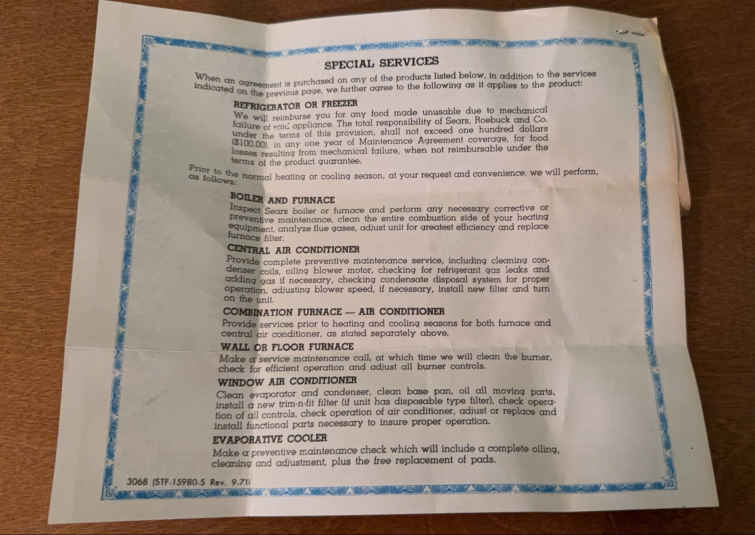 SPECIAL SERVICES
When an agreement is purchased on any of the products listed below, in addition to the services
indicated on the previous page, we further agree to the following as it applies to the product:
REFRIGERATOR OR FREEZER
We will reimburse you for any food made unusable due to mechanical
failure of said appliance. The total responsibility of Sears, Roebuck and Co.
under the terms of this provision, shall not exceed one hundred dollars
($100.00), in any one year of Maintenance Agreement coverage, for food
losses resulting from mechanical failure, when not reimbursable under the
terms of the product guarantee.
Prior to the normal heating or cooling season, at your request and convenience, we will perform,
as follows:
BOILER AND FURNACE
Inspect Sears boiler or furnace and perform any necessary corrective or
preventive maintenance, clean the entire combustion side of your heating
equipment, analyze flue gases, adjust unit for greatest efficiency and replace
furnace filter.
CENTRAL AIR CONDITIONER
Provide complete preventive maintenance service, including cleaning con-
denser coils, oiling blower motor, checking for refrigerant gas leaks and
adding gas if necessary, checking condensate disposal system for proper
operation, adjusting blower speed, if necessary, install new filter and turn
on the unit.
COMBINATION FURNACE — AIR CONDITIONER
Provide services prior to heating and cooling seasons for both furnace and
central air conditioner, as stated separately above.
WALL OR FLOOR FURNACE
Make a service maintenance call, at which time we will clean the burner,
check for efficient operation and adjust all burner controls.
WINDOW AIR CONDITIONER
Clean evaporator and condenser, clean base pan, oil all moving parts,
install a new trim-n-fit filter (if unit has disposable type filter), check opera-
tion of all controls, check operation of air conditioner, adjust or replace and
install functional parts necessary to insure proper operation.
EVAPORATIVE COOLER
Make a preventive maintenance check which will include a complete oiling,
cleaning and adjustment, plus the free replacement of pads.
3068 (STF-15980-5 Rev. 9.71)